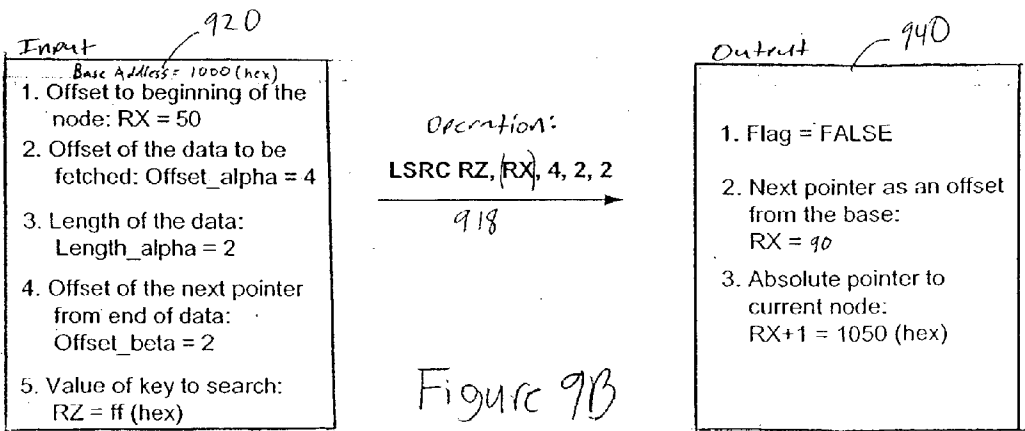 920
Input
Base Address = 1000 (hex)
1. Offset to beginning of the
node: RX = 50
2. Offset of the data to be
fetched: Offset_alpha = 4
3. Length of the data:
Length_alpha = 2
4. Offset of the next pointer
from end of data:
Offset_beta = 2
5. Value of key to search:
RZ = ff (hex)
Operation:
LSRC RZ, (RX), 4, 2, 2
918
Figure 9B
940
Output
1. Flag = FALSE
2. Next pointer as an offset
from the base:
RX = 90
3. Absolute pointer to
current node:
RX+1 = 1050 (hex)